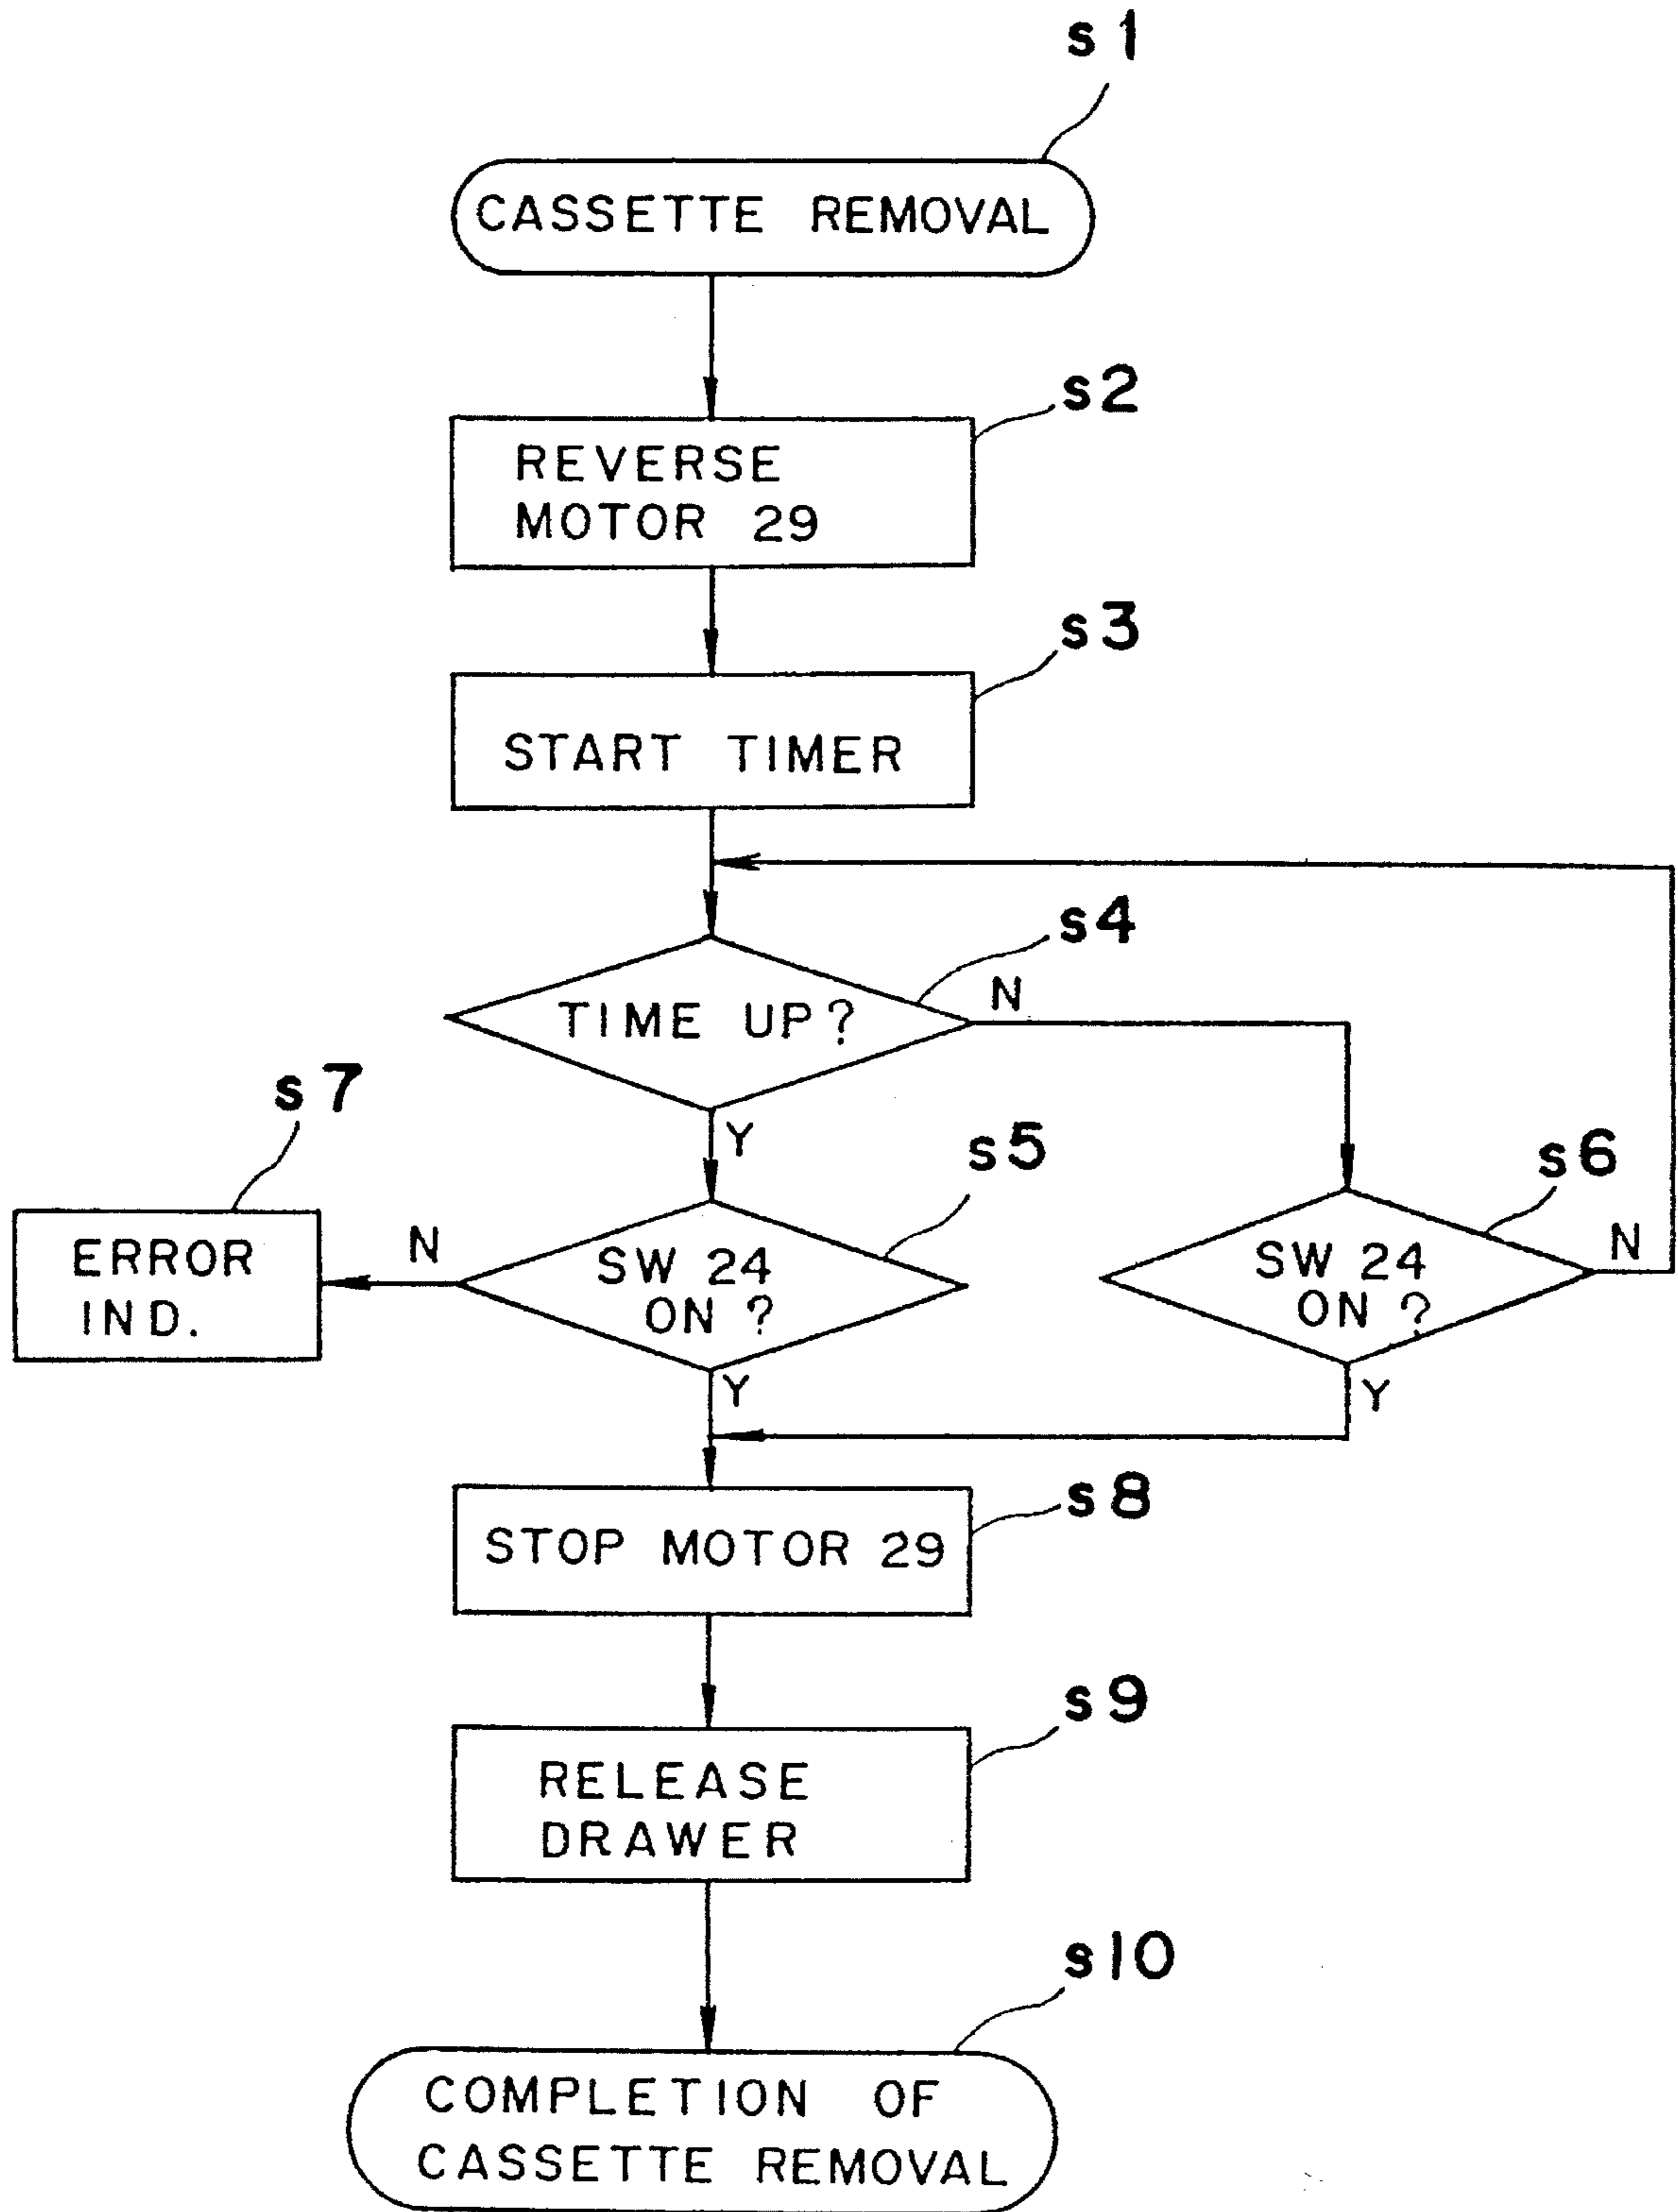 s1
CASSETTE REMOVAL
s2
REVERSE
MOTOR 29
s3
START TIMER
s4
TIME UP?
N
Y
s7
ERROR
IND.
N
s5
SW 24
ON ?
Y
s6
SW 24
ON ?
N
Y
s8
STOP MOTOR 29
s9
RELEASE
DRAWER
s10
COMPLETION OF
CASSETTE REMOVAL